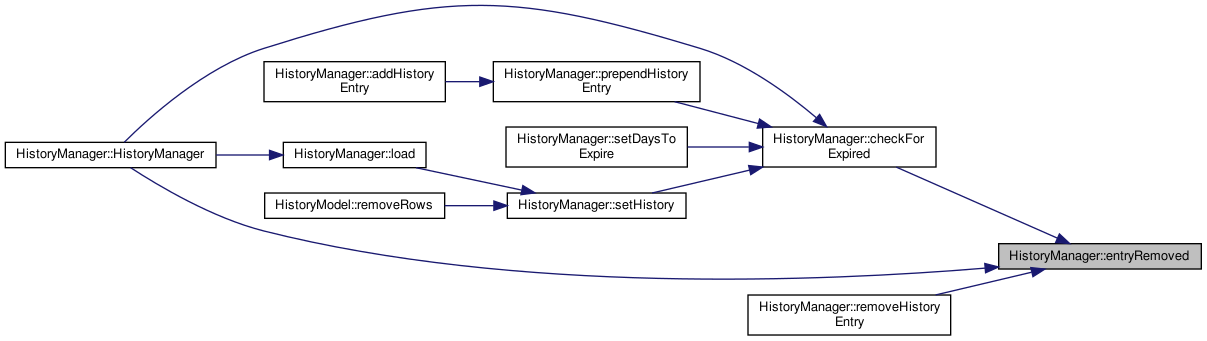 HistoryManager::addHistory
Entry
HistoryManager::prependHistory
Entry
HistoryManager::setDaysTo
Expire
HistoryManager::checkFor
Expired
HistoryManager::HistoryManager
HistoryManager::load
HistoryModel::removeRows
HistoryManager::setHistory
HistoryManager::entryRemoved
HistoryManager::removeHistory
Entry